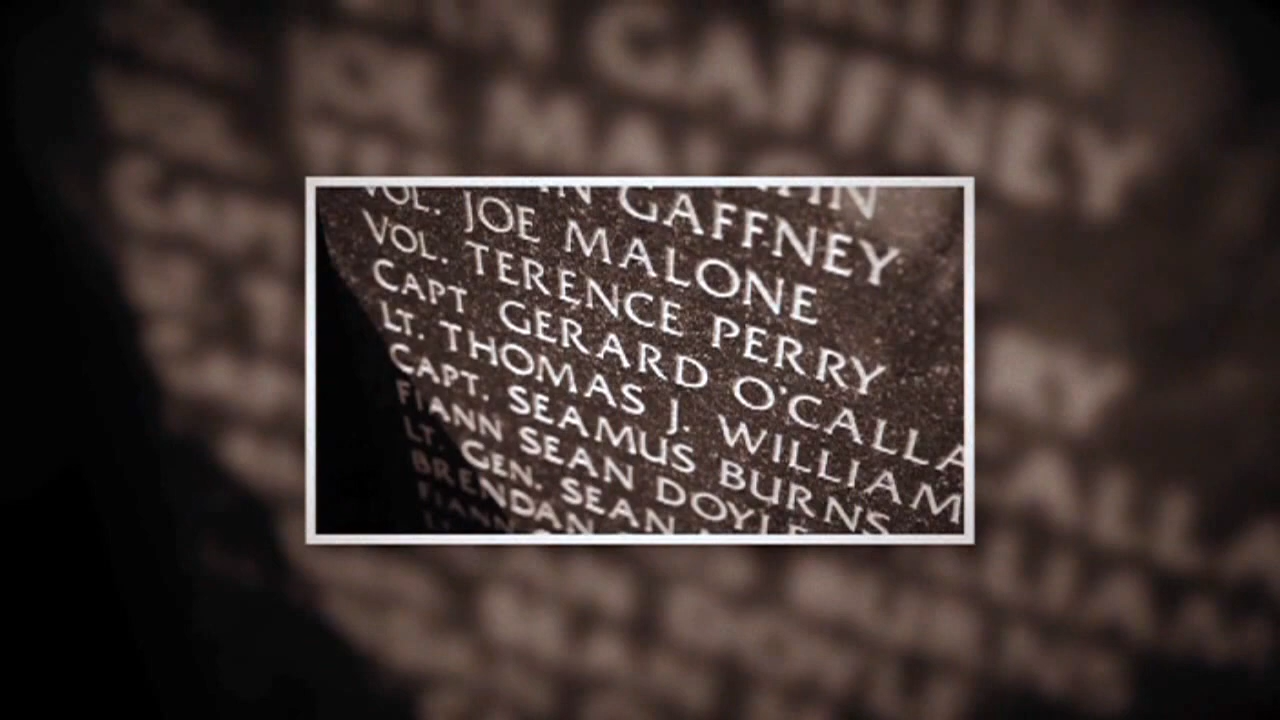 GAFFNEY
VOL. JOE MALONE
VOL. TERENCE PERRY
CAPT GERARD O'CALLA
LT. THOMAS J. WILLIAM
CAPT. SEAMUS BURNS
FIANN SEAN DOYLE
LT. GEN. SEAN
BRENDAN
FIANN